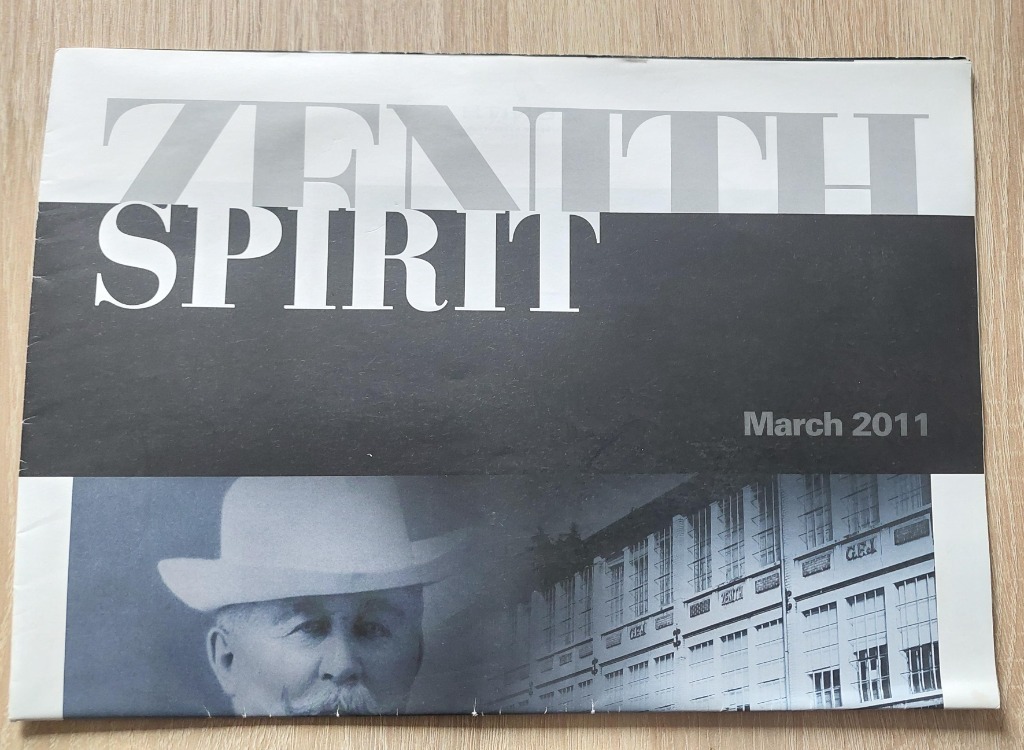 ZENITH
SPIRIT
March 2011
G.F.J.
ZENITH
G.F.J.